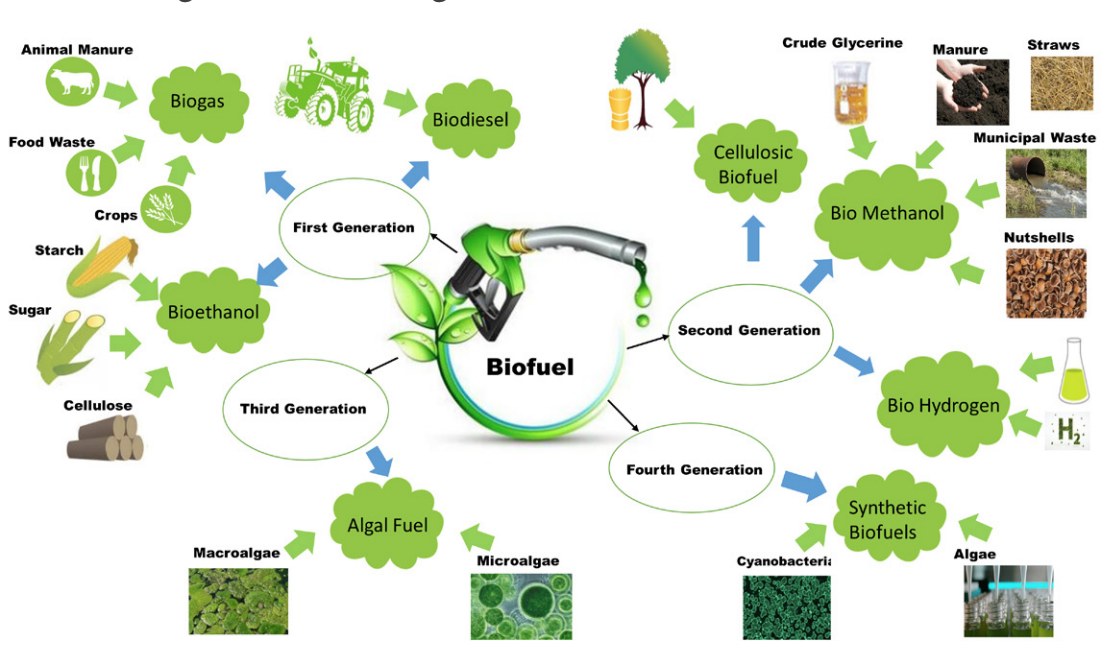 Animal Manure
Biogas
Food Waste
Crops
Biodiesel
Crude Glycerine
Manure
Straws
Municipal Waste
Cellulosic
Biofuel
Bio Methanol
Nutshells
First Generation
Starch
Sugar
Bioethanol
Cellulose
Biofuel
Second Generation
Third Generation
Bio Hydrogen
H2
Fourth Generation
Algal Fuel
Macroalgae
Microalgae
Synthetic
Biofuels
Cyanobacteria
Algae